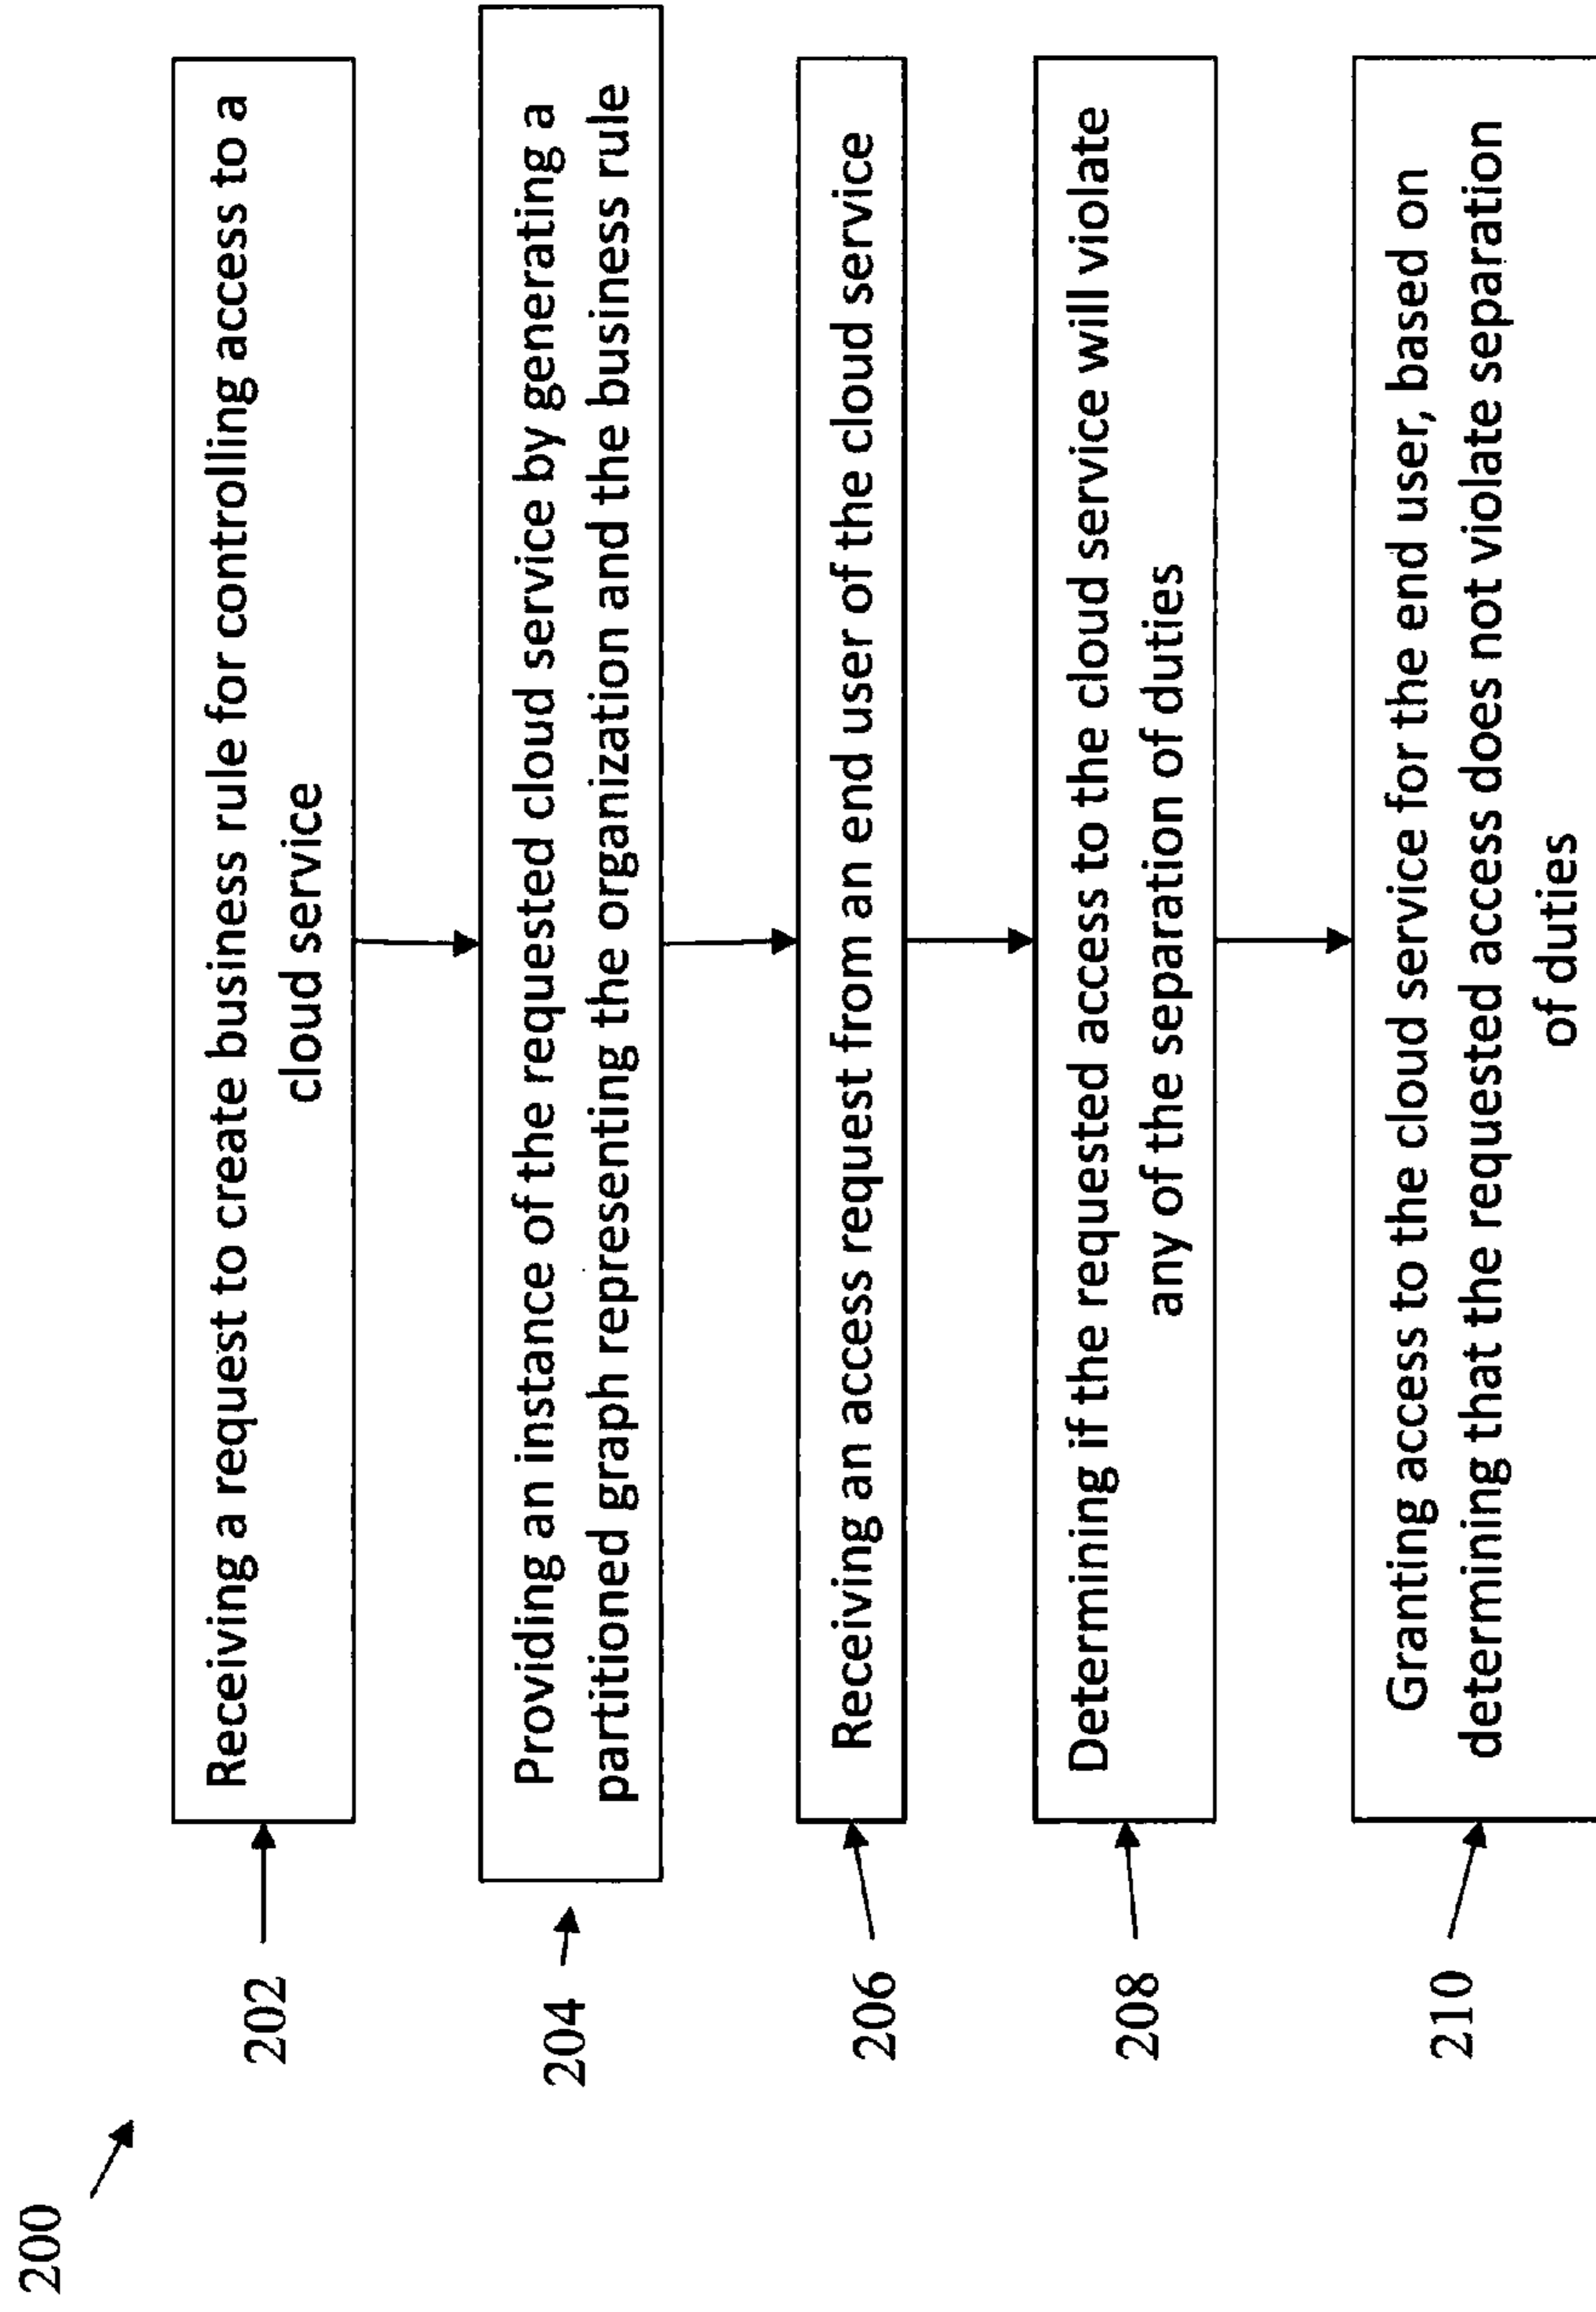 200
202
Receiving a request to create business rule for controlling access to a
cloud service
204
Providing an instance of the requested cloud service by generating a
partitioned graph representing the organization and the business rule
206
Receiving an access request from an end user of the cloud service
208
Determining if the requested access to the cloud service will violate
any of the separation of duties
210
Granting access to the cloud service for the end user, based on
determining that the requested access does not violate separation
of duties